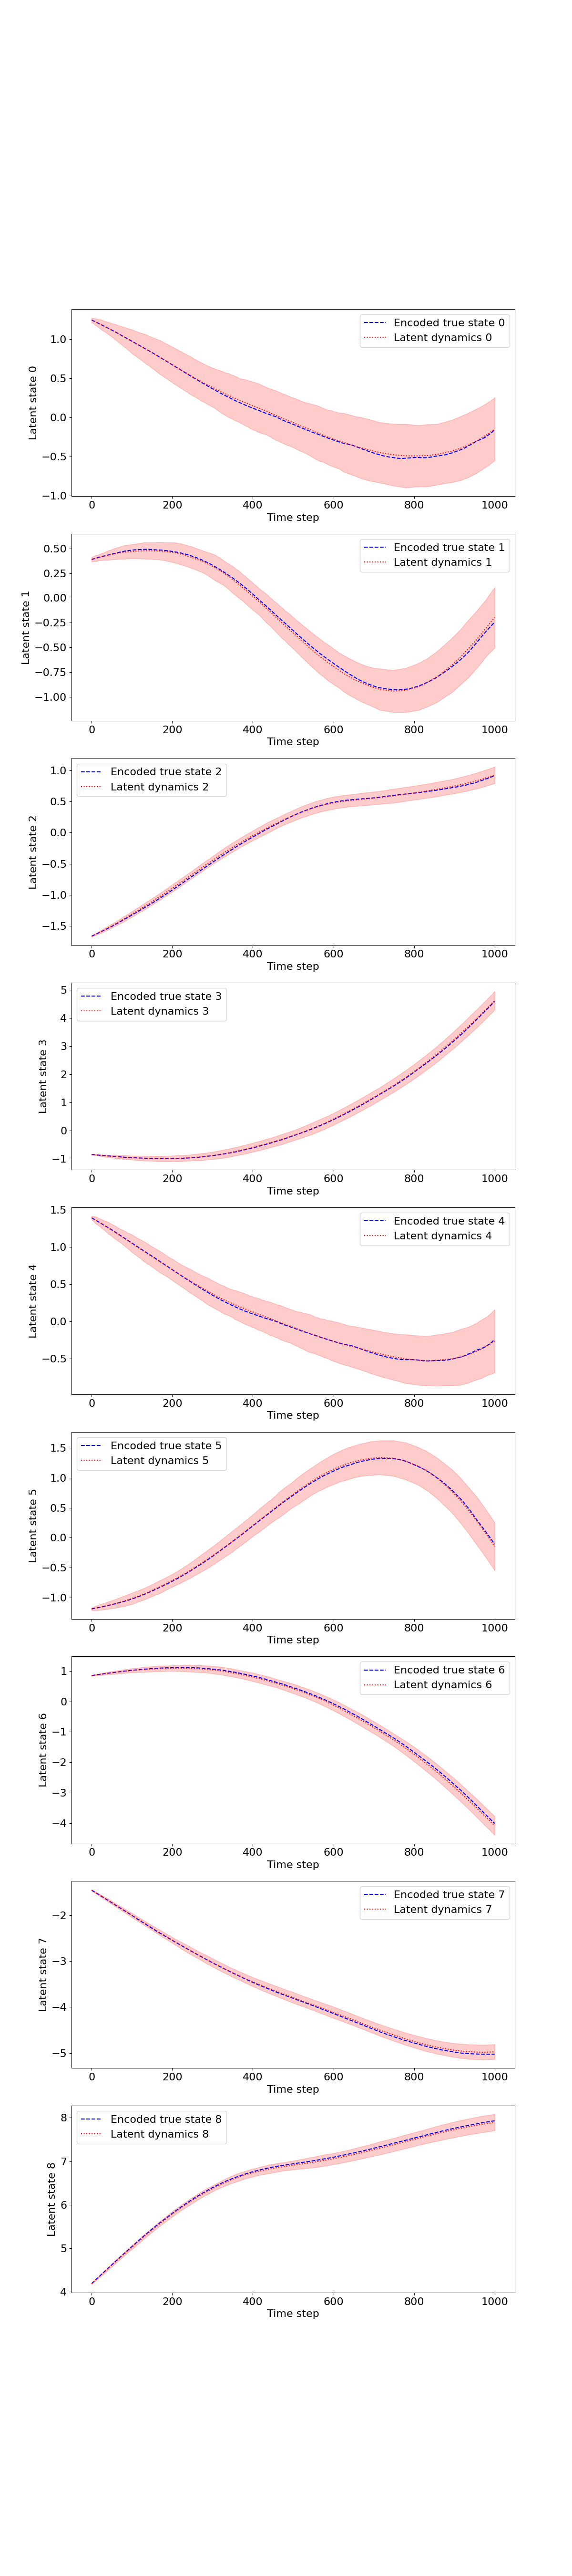 Encoded true state 0
Latent dynamics 0
1.0
0.5
0.0
−0.5
−1.0
Latent state 0
0 200 400 600 800 1000
Time step
Encoded true state 1
Latent dynamics 1
0.50
0.25
0.00
−0.25
−0.50
−0.75
−1.00
Latent state 1
0 200 400 600 800 1000
Time step
Encoded true state 2
Latent dynamics 2
1.0
0.5
0.0
−0.5
−1.0
−1.5
Latent state 2
0 200 400 600 800 1000
Time step
Encoded true state 3
Latent dynamics 3
5
4
3
2
1
0
−1
Latent state 3
0 200 400 600 800 1000
Time step
Encoded true state 4
Latent dynamics 4
1.5
1.0
0.5
0.0
−0.5
Latent state 4
0 200 400 600 800 1000
Time step
Encoded true state 5
Latent dynamics 5
1.5
1.0
0.5
0.0
−0.5
−1.0
Latent state 5
0 200 400 600 800 1000
Time step
Encoded true state 6
Latent dynamics 6
1
0
−1
−2
−3
−4
Latent state 6
0 200 400 600 800 1000
Time step
Encoded true state 7
Latent dynamics 7
−2
−3
−4
−5
Latent state 7
0 200 400 600 800 1000
Time step
Encoded true state 8
Latent dynamics 8
8
7
6
5
4
Latent state 8
0 200 400 600 800 1000
Time step